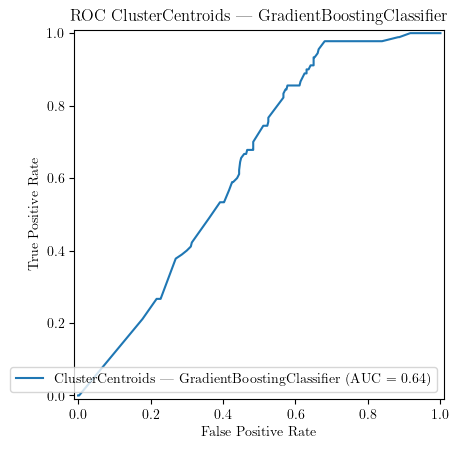 ROC ClusterCentroids — GradientBoostingClassifier
1.0
0.8
0.6
0.4
0.2
0.0
True Positive Rate
ClusterCentroids — GradientBoostingClassifier (AUC = 0.64)
0.0 0.2 0.4 0.6 0.8 1.0
False Positive Rate